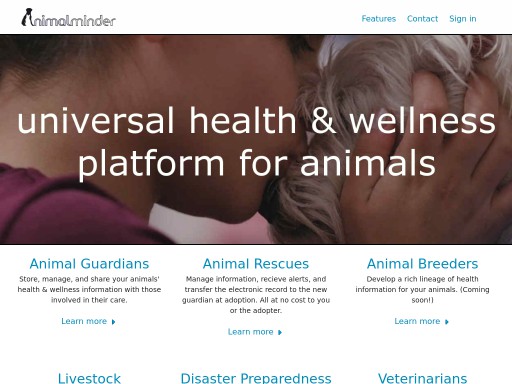 Animalminder
Features Contact Sign in
universal health & wellness
platform for animals
Animal Guardians
Store, manage, and share your animals'
health & wellness information with those
involved in their care.
Learn more
Animal Rescues
Manage information, recieve alerts, and
transfer the electronic record to the new
guardian at adoption. All at no cost to you
or the adopter.
Learn more
Animal Breeders
Develop a rich lineage of health
information for your animals. (Coming
soon!)
Learn more
Livestock
Disaster Preparedness
Veterinarians